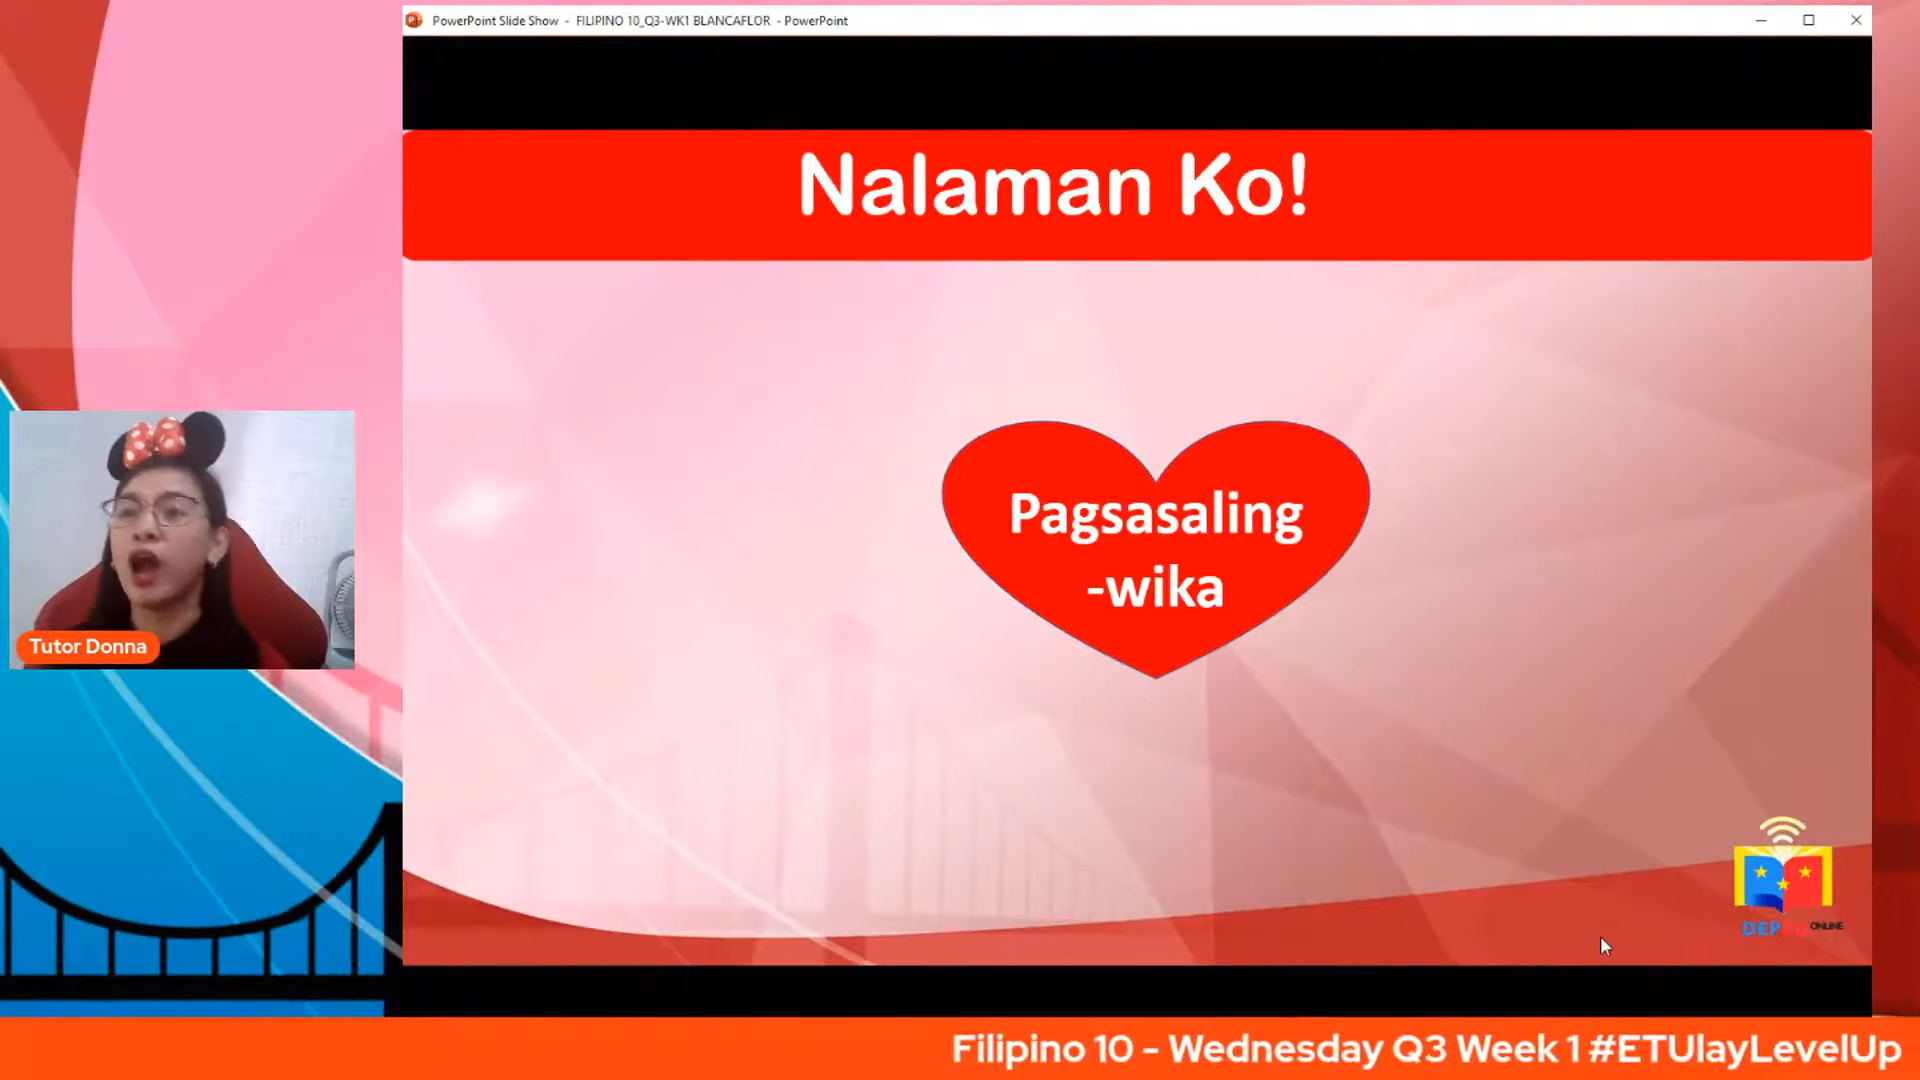 PowerPoint Slide Show - FILIPINO 10_Q3-WK1 BLANCAFLOR - PowerPoint
Nalaman Ko!
Pagsasaling
-wika
Tutor Donna
DEPED ONLINE
Filipino 10 - Wednesday Q3 Week 1 #ETUlayLevelUp